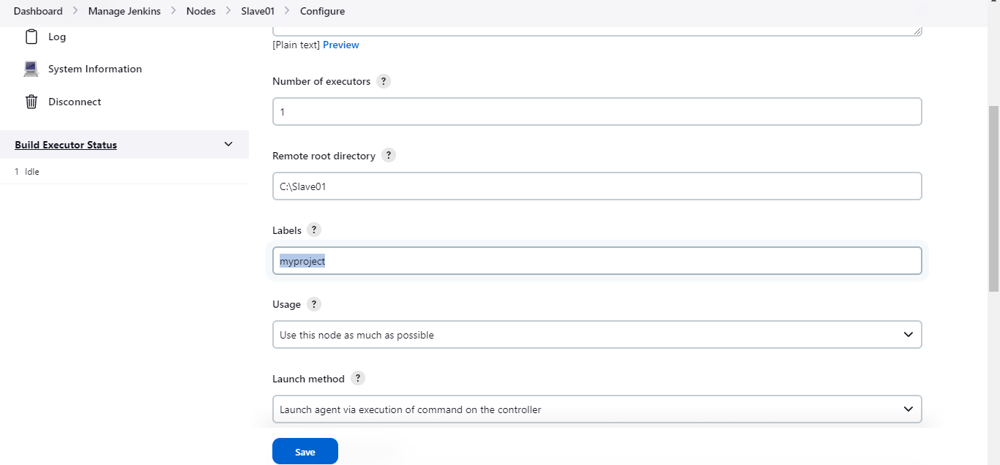 Dashboard > Manage Jenkins > Nodes > Slave01 > Configure
Log
System Information
Disconnect
Build Executor Status
1 Idle
[Plain text] Preview
Number of executors ?
1
Remote root directory ?
C:\Slave01
Labels ?
myproject
Usage ?
Use this node as much as possible
Launch method ?
Launch agent via execution of command on the controller
Save